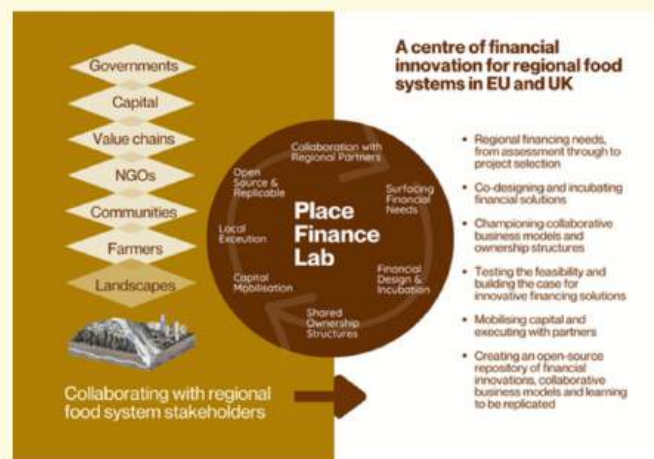 Governments
Capital
Value chains
NGOs
Communities
Farmers
Landscapes
Collaborating with regional
food system stakeholders
Collaboration with
Regional Partners
Surfacing
Financial
Needs
Financial
Design &
Incubation
Shared
Ownership
Structures
Capital
Mobilisation
Local
Exceution
Open
Source &
Replicable
Place
Finance
Lab
A centre of financial
innovation for regional food
systems in EU and UK
• Regional financing needs,
from assessment through to
project selection
• Co-designing and incubating
financial solutions
• Championing collaborative
business models and
ownership structures
• Testing the feasibility and
building the case for
innovative financing solutions
• Mobilising capital and
executing with partners
• Creating an open-source
repository of financial
innovations, collaborative
business models and learning
to be replicated